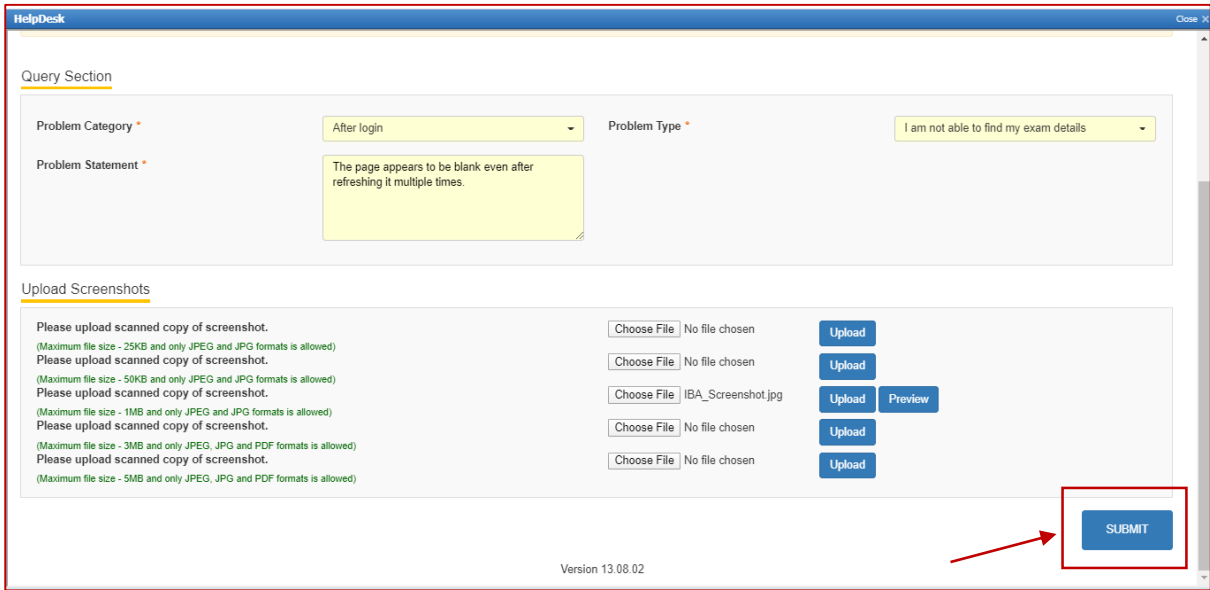 HelpDesk
Close ×
Query Section
Problem Category *
After login
Problem Type *
I am not able to find my exam details
Problem Statement *
The page appears to be blank even after
refreshing it multiple times.
Upload Screenshots
Please upload scanned copy of screenshot.
Choose File No file chosen
Upload
(Maximum file size - 25KB and only JPEG and JPG formats is allowed)
Please upload scanned copy of screenshot.
Choose File No file chosen
Upload
(Maximum file size - 50KB and only JPEG and JPG formats is allowed)
Please upload scanned copy of screenshot.
Choose File IBA_Screenshot.jpg
Upload
Preview
(Maximum file size - 1MB and only JPEG and JPG formats is allowed)
Please upload scanned copy of screenshot.
Choose File No file chosen
Upload
(Maximum file size - 3MB and only JPEG, JPG and PDF formats is allowed)
Please upload scanned copy of screenshot.
Choose File No file chosen
Upload
(Maximum file size - 5MB and only JPEG, JPG and PDF formats is allowed)
SUBMIT
Version 13.08.02